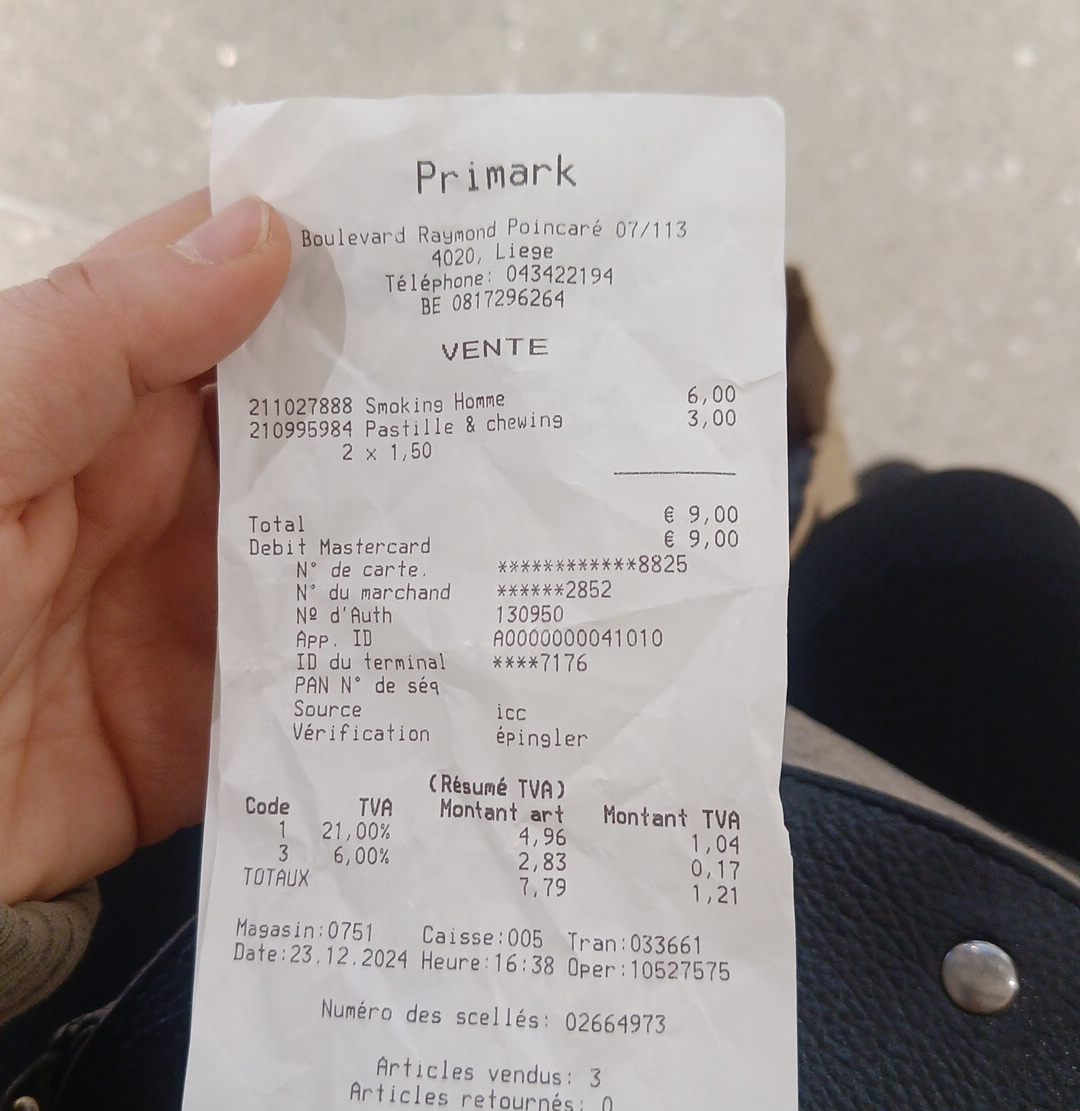 Primark
Boulevard Raymond Poincaré 07/113
4020, Liege
Téléphone: 043422194
BE 0817296264
VENTE
211027888 Smoking Homme 6,00
210995984 Pastille & chewing 3,00
2 x 1,50
Total € 9,00
Debit Mastercard € 9,00
N° de carte. ************8825
N° du marchand ******2852
Nº d'Auth 130950
App. ID A0000000041010
ID du terminal ****7176
PAN N° de séq
Source icc
Vérification épingler
(Résumé TVA)
Code TVA Montant art Montant TVA
1 21,00% 4,96 1,04
3 6,00% 2,83 0,17
TOTAUX 7,79 1,21
Magasin:0751 Caisse:005 Tran:033661
Date:23.12.2024 Heure:16:38 Oper:10527575
Numéro des scellés: 02664973
Articles vendus: 3
Articles retournés: 0